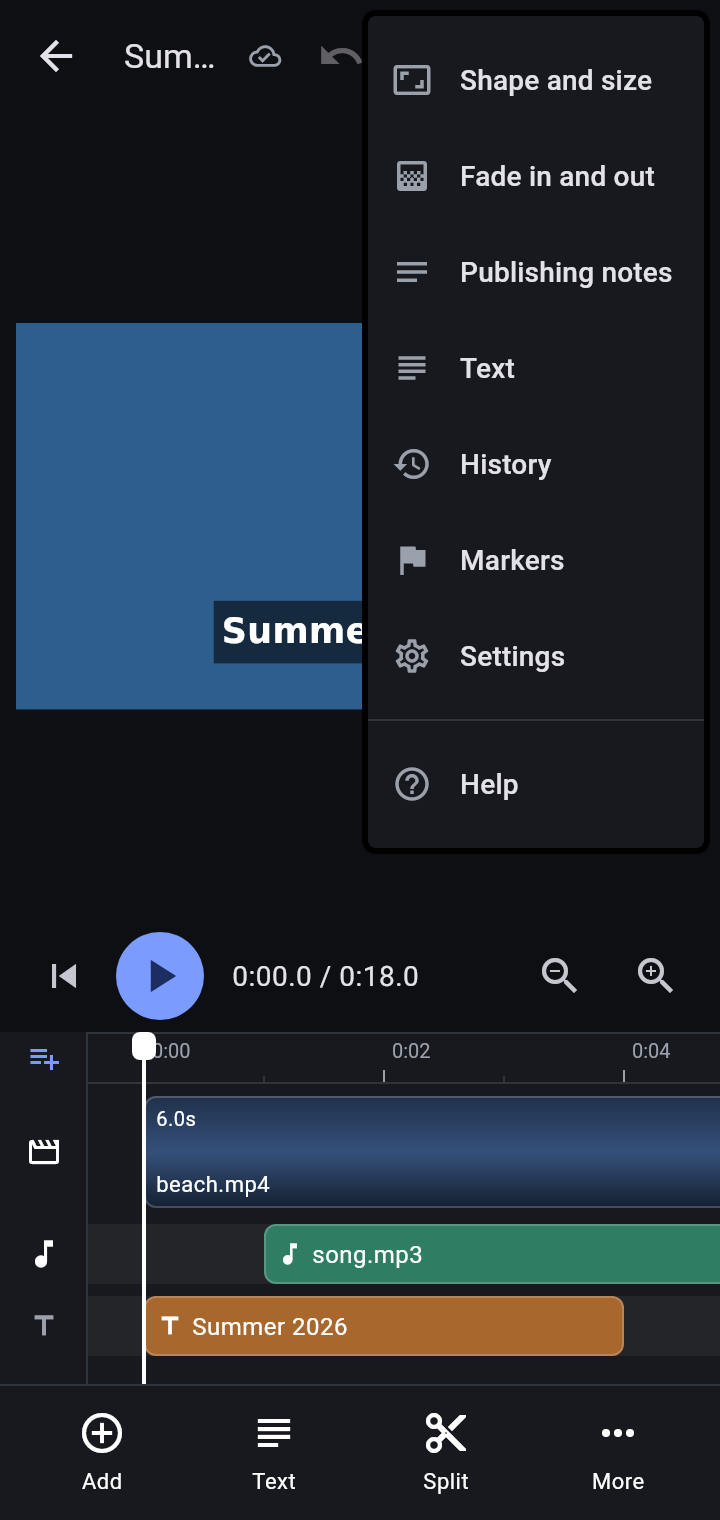 Sum...
Shape and size
Fade in and out
Publishing notes
Text
History
Markers
Settings
Help
Summe
0:00.0 / 0:18.0
0:00
0:02
0:04
6.0s
beach.mp4
song.mp3
T Summer 2026
Add
Text
Split
More